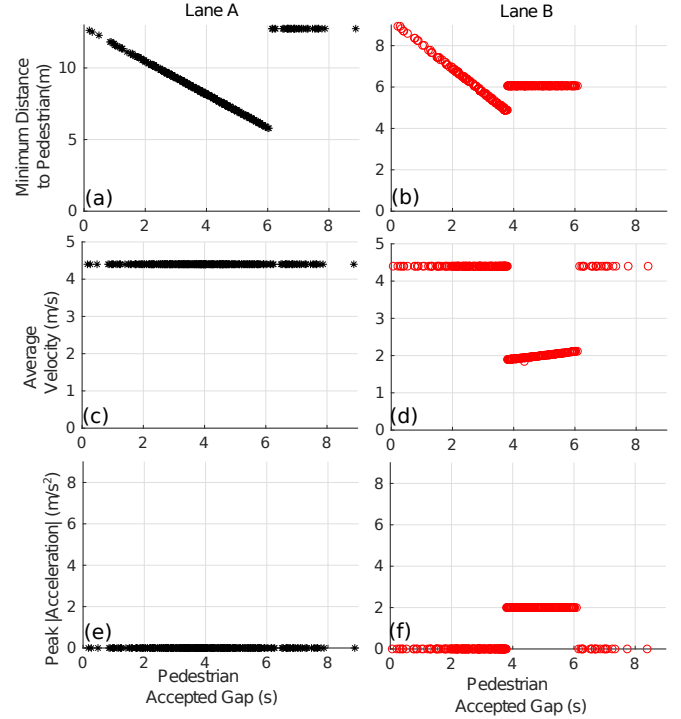 Lane A
Lane B
Minimum Distance
to Pedestrian(m)
10
5
0
(a)
0 2 4 6 8
8
6
4
2
0
(b)
0 2 4 6 8
Average
Velocity (m/s)
5
4
3
2
1
0
(c)
0 2 4 6 8
5
4
3
2
1
0
(d)
0 2 4 6 8
Peak |Acceleration| (m/s²)
8
6
4
2
0
(e)
0 2 4 6 8
Pedestrian
Accepted Gap (s)
8
6
4
2
0
(f)
0 2 4 6 8
Pedestrian
Accepted Gap (s)